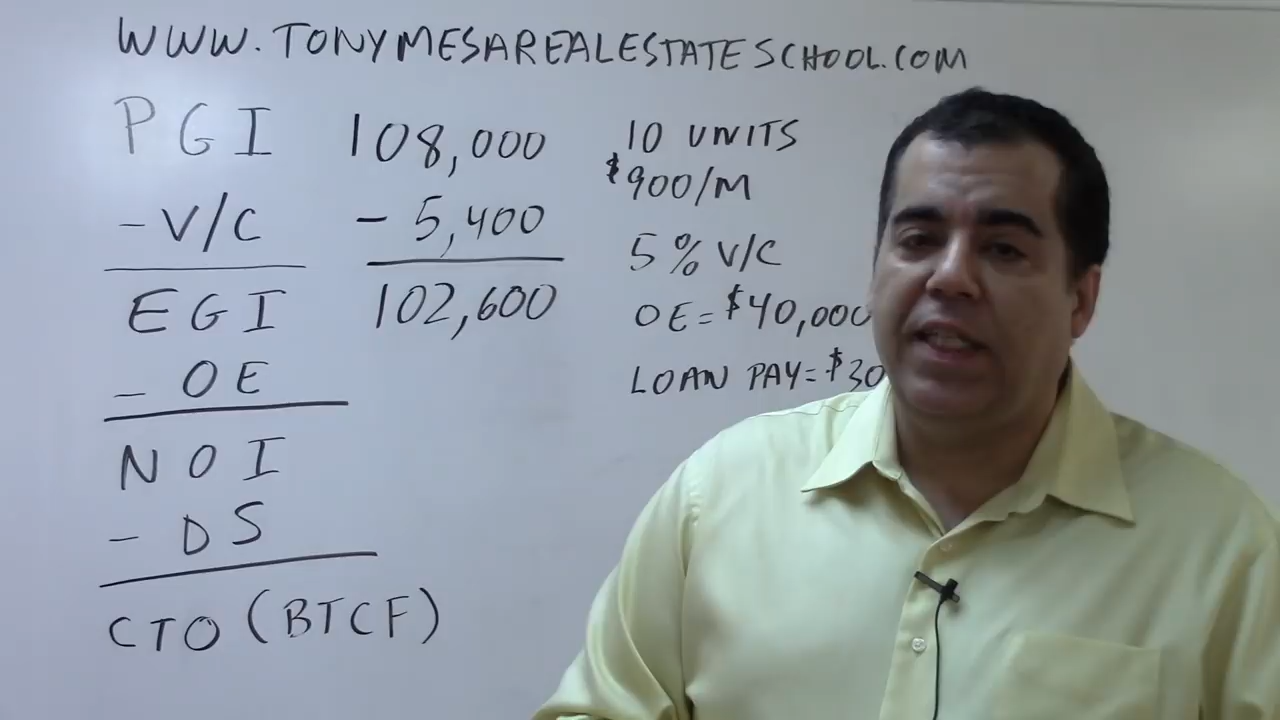 WWW.TONYMESAREALESTATESCHOOL.COM
PGI 108,000
- V/C - 5,400
EGI 102,600
- OE
NOI
- DS
CTO (BTCF)
10 UNITS
$900/M
5% V/C
OE = $40,000
LOAN PAY = $30